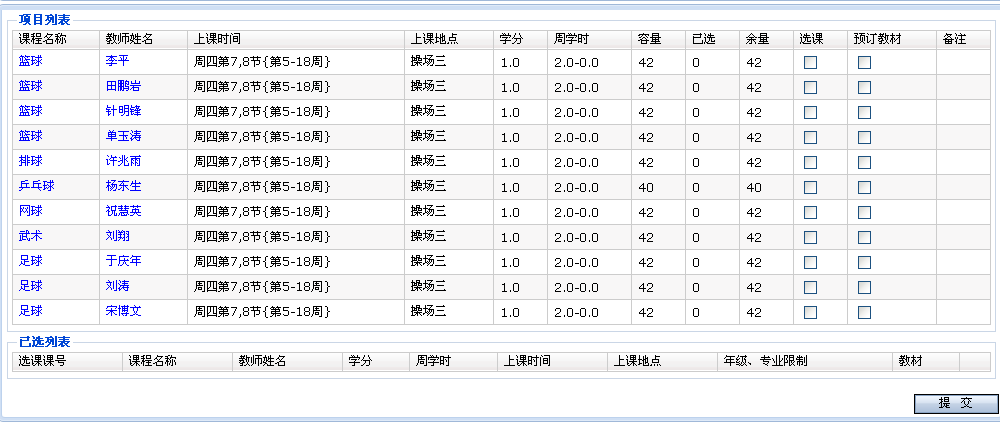 项目列表
课程名称 教师姓名 上课时间 上课地点 学分 周学时 容量 已选 余量 选课 预订教材 备注
篮球 李平 周四第7,8节{第5-18周} 操场三 1.0 2.0-0.0 42 0 42
篮球 田鹏岩 周四第7,8节{第5-18周} 操场三 1.0 2.0-0.0 42 0 42
篮球 针明锋 周四第7,8节{第5-18周} 操场三 1.0 2.0-0.0 42 0 42
篮球 单玉涛 周四第7,8节{第5-18周} 操场三 1.0 2.0-0.0 42 0 42
排球 许兆雨 周四第7,8节{第5-18周} 操场三 1.0 2.0-0.0 42 0 42
乒乓球 杨东生 周四第7,8节{第5-18周} 操场三 1.0 2.0-0.0 40 0 40
网球 祝慧英 周四第7,8节{第5-18周} 操场三 1.0 2.0-0.0 42 0 42
武术 刘翔 周四第7,8节{第5-18周} 操场三 1.0 2.0-0.0 42 0 42
足球 于庆年 周四第7,8节{第5-18周} 操场三 1.0 2.0-0.0 42 0 42
足球 刘涛 周四第7,8节{第5-18周} 操场三 1.0 2.0-0.0 42 0 42
足球 宋博文 周四第7,8节{第5-18周} 操场三 1.0 2.0-0.0 42 0 42
已选列表
选课课号 课程名称 教师姓名 学分 周学时 上课时间 上课地点 年级、专业限制 教材
提 交